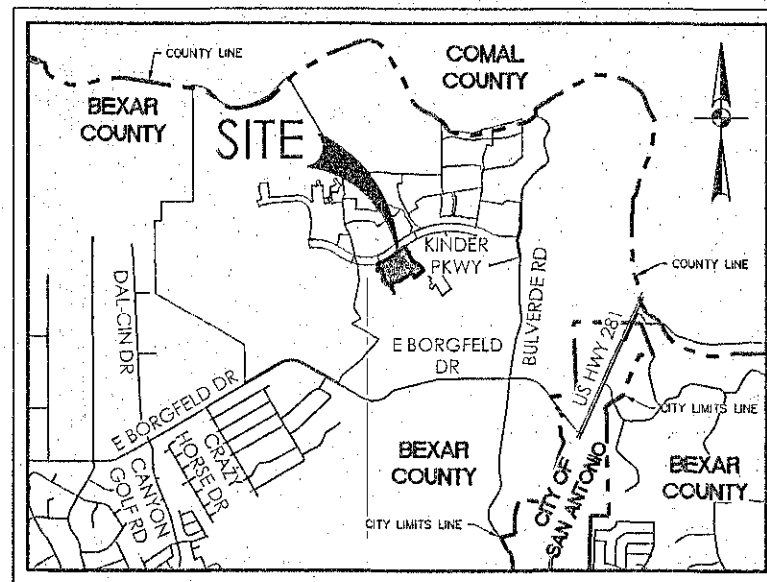 COUNTY LINE
COMAL
COUNTY
BEXAR
COUNTY
SITE
KINDER
PKWY
COUNTY LINE
DAL-CIN DR
BULVERDE RD
US HWY 281
E BORGFELD
DR
E BORGFELD DR
CITY LIMITS LINE
CRAZY
HORSE DR
CANYON
GOLF RD
BEXAR
COUNTY
CITY OF
SAN ANTONIO
BEXAR
COUNTY
CITY LIMITS LINE